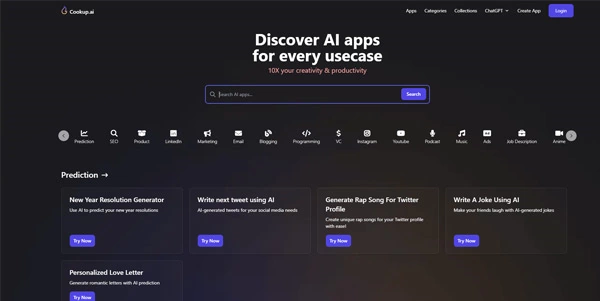 Cookup.ai
Apps
Categories
Collections
ChatGPT
Create App
Login
Discover AI apps
for every usecase
10X your creativity & productivity
Search AI apps...
Search
Prediction
SEO
Product
LinkedIn
Marketing
Email
Blogging
Programming
VC
Instagram
Youtube
Podcast
Music
Ads
Job Description
Anime
Prediction →
New Year Resolution Generator
Use AI to predict your new year resolutions
Try Now
Write next tweet using AI
AI-generated tweets for your social media needs
Try Now
Generate Rap Song For Twitter
Profile
Create unique rap songs for your Twitter profile
with ease!
Try Now
Write A Joke Using AI
Make your friends laugh with AI-generated jokes
Try Now
Personalized Love Letter
Generate romantic letters with AI prediction
Try Now